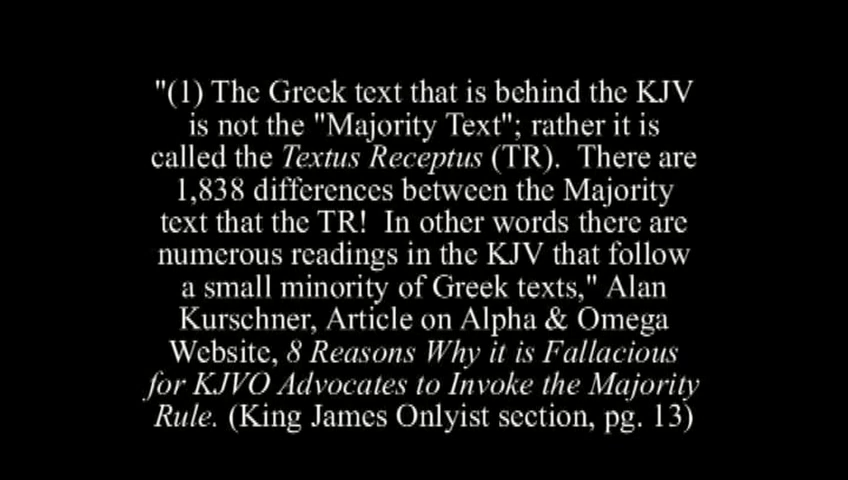 "(1) The Greek text that is behind the KJV
is not the "Majority Text"; rather it is
called the Textus Receptus (TR). There are
1,838 differences between the Majority
text that the TR! In other words there are
numerous readings in the KJV that follow
a small minority of Greek texts," Alan
Kurschner, Article on Alpha & Omega
Website, 8 Reasons Why it is Fallacious
for KJVO Advocates to Invoke the Majority
Rule. (King James Onlyist section, pg. 13)